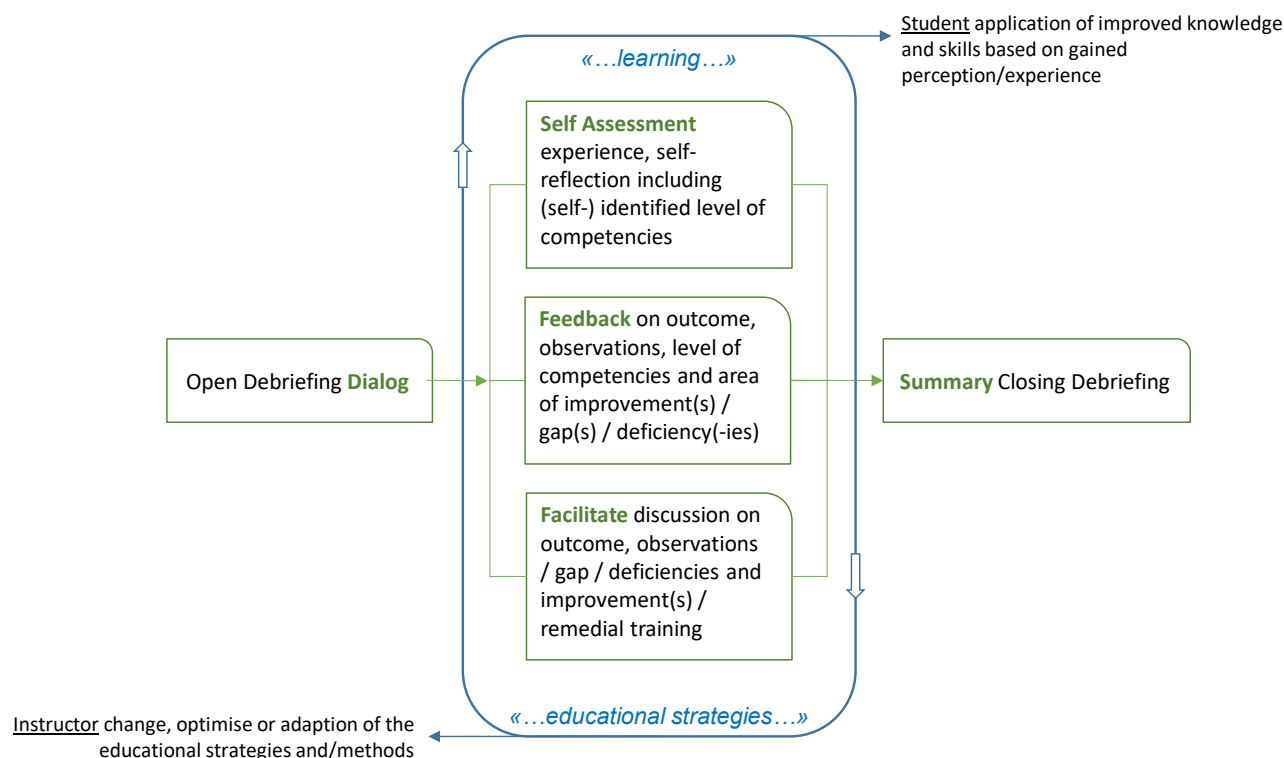 Student application of improved knowledge
and skills based on gained
perception/experience
«…learning…»
Self Assessment
experience, self-
reflection including
(self-) identified level of
competencies
Open Debriefing Dialog
Feedback on outcome,
observations, level of
competencies and area
of improvement(s) /
gap(s) / deficiency(-ies)
Summary Closing Debriefing
Facilitate discussion on
outcome, observations
/ gap / deficiencies and
improvement(s) /
remedial training
«…educational strategies…»
Instructor change, optimise or adaption of the
educational strategies and/methods